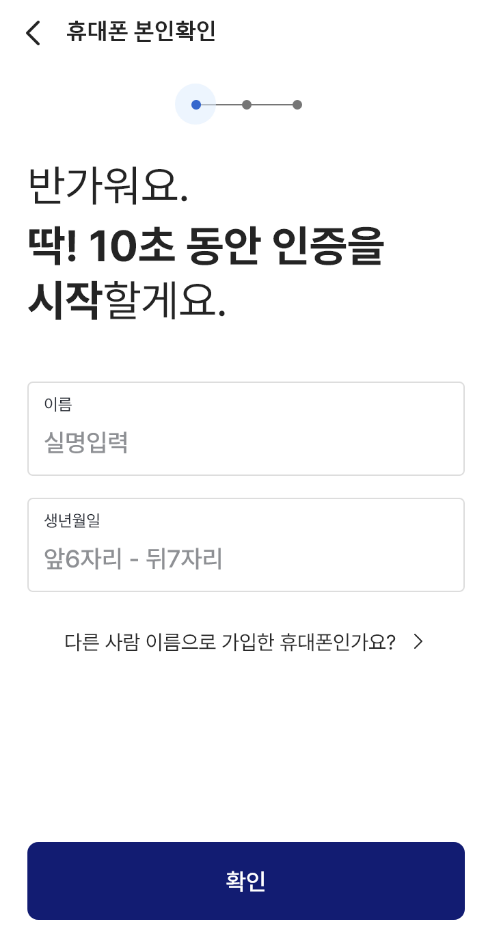 휴대폰 본인확인
반가워요.
딱! 10초 동안 인증을
시작할게요.
이름
실명입력
생년월일
앞6자리 - 뒤7자리
다른 사람 이름으로 가입한 휴대폰인가요?
확인